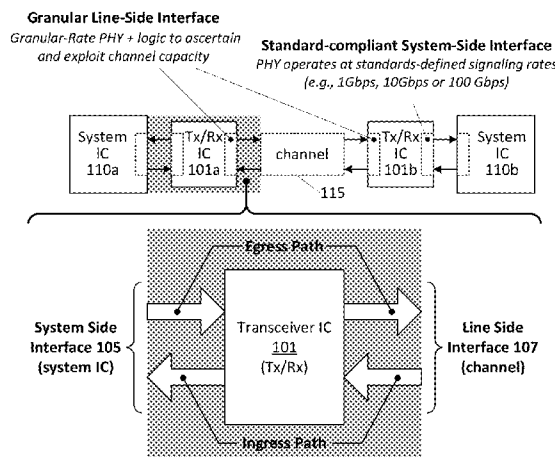 Granular Line-Side Interface
Granular-Rate PHY + logic to ascertain
and exploit channel capacity
Standard-compliant System-Side Interface
PHY operates at standards-defined signaling rates
(e.g., 1Gbps, 10Gbps or 100 Gbps)
System
IC
110a
Tx/Rx
IC
101a
channel
115
Tx/Rx
IC
101b
System
IC
110b
Egress Path
System Side
Interface 105
(system IC)
Transceiver IC
101
(Tx/Rx)
Line Side
Interface 107
(channel)
Ingress Path